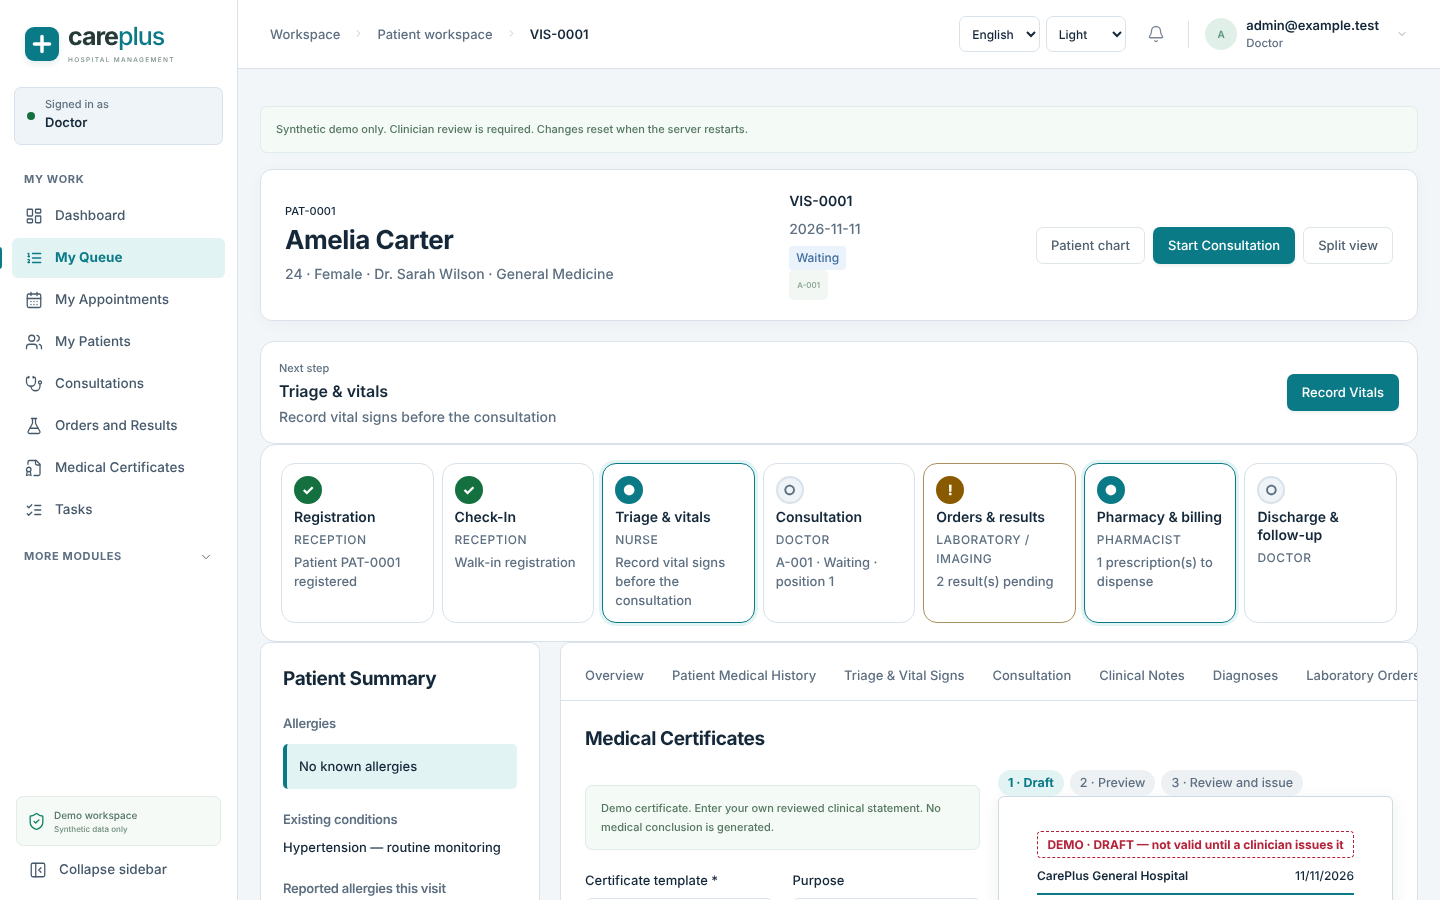 careplus
HOSPITAL MANAGEMENT
Signed in as
Doctor
MY WORK
Dashboard
My Queue
My Appointments
My Patients
Consultations
Orders and Results
Medical Certificates
Tasks
MORE MODULES
Demo workspace
Synthetic data only
Collapse sidebar
Workspace
Patient workspace
VIS-0001
English
Light
A
admin@example.test
Doctor
Synthetic demo only. Clinician review is required. Changes reset when the server restarts.
PAT-0001
Amelia Carter
24 · Female · Dr. Sarah Wilson · General Medicine
VIS-0001
2026-11-11
Waiting
A-001
Patient chart
Start Consultation
Split view
Next step
Triage & vitals
Record vital signs before the consultation
Record Vitals
Registration
RECEPTION
Patient PAT-0001
registered
Check-In
RECEPTION
Walk-in registration
Triage & vitals
NURSE
Record vital signs
before the
consultation
Consultation
DOCTOR
A-001 · Waiting ·
position 1
Orders & results
LABORATORY /
IMAGING
2 result(s) pending
Pharmacy & billing
PHARMACIST
1 prescription(s) to
dispense
Discharge &
follow-up
DOCTOR
Patient Summary
Allergies
No known allergies
Existing conditions
Hypertension — routine monitoring
Reported allergies this visit
Overview
Patient Medical History
Triage & Vital Signs
Consultation
Clinical Notes
Diagnoses
Laboratory Orders
Medical Certificates
Demo certificate. Enter your own reviewed clinical statement. No
medical conclusion is generated.
Certificate template *
Purpose
1 · Draft
2 · Preview
3 · Review and issue
DEMO · DRAFT — not valid until a clinician issues it
CarePlus General Hospital
11/11/2026